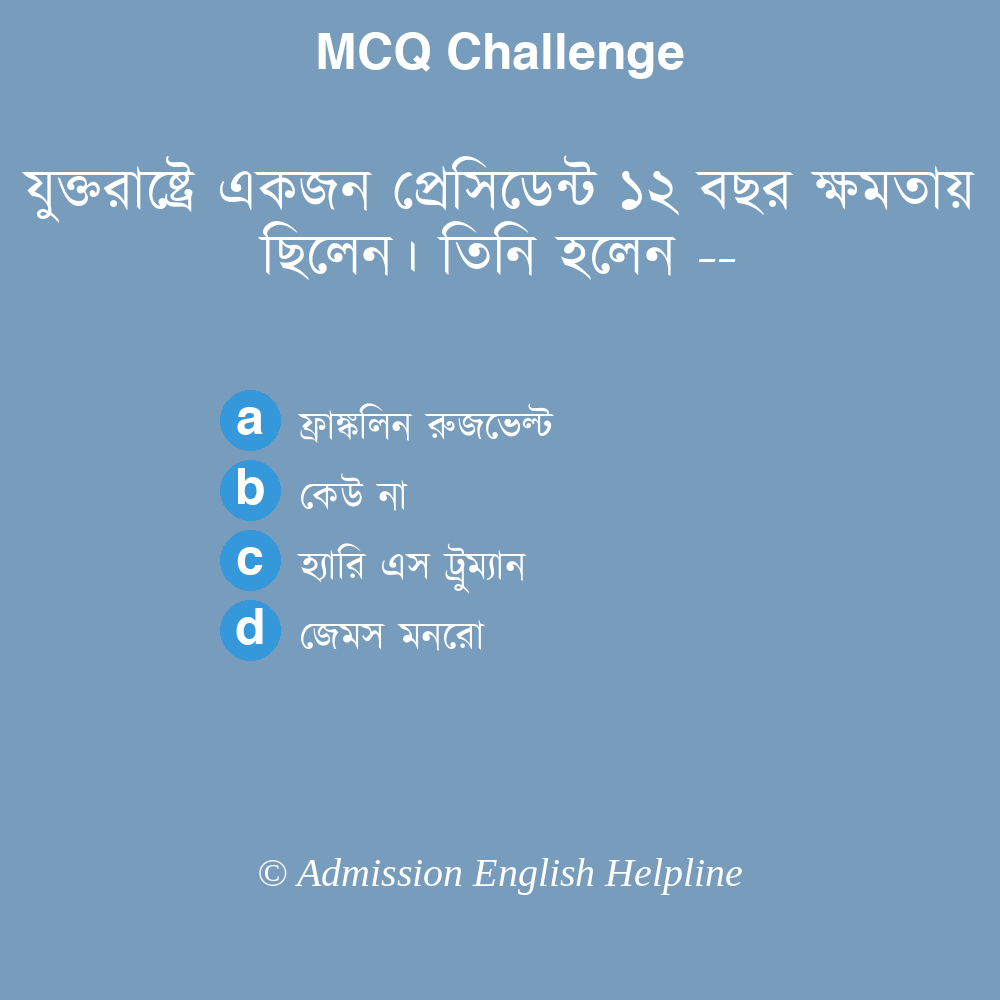 MCQ Challenge
যুক্তরাষ্ট্রে একজন প্রেসিডেন্ট ১২ বছর ক্ষমতায়
ছিলেন। তিনি হলেন --
a ফ্রাঙ্কলিন রুজভেল্ট
b কেউ না
c হ্যারি এস ট্রুম্যান
d জেমস মনরো
© Admission English Helpline